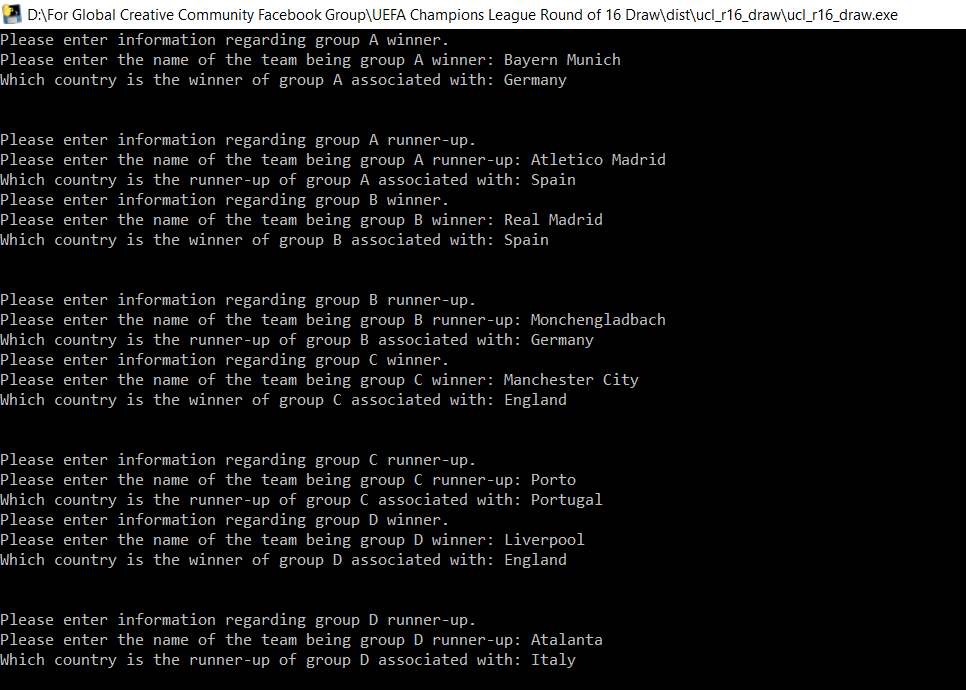 D:\For Global Creative Community Facebook Group\UEFA Champions League Round of 16 Draw\dist\ucl_r16_draw\ucl_r16_draw.exe
Please enter information regarding group A winner.
Please enter the name of the team being group A winner: Bayern Munich
Which country is the winner of group A associated with: Germany
Please enter information regarding group A runner-up.
Please enter the name of the team being group A runner-up: Atletico Madrid
Which country is the runner-up of group A associated with: Spain
Please enter information regarding group B winner.
Please enter the name of the team being group B winner: Real Madrid
Which country is the winner of group B associated with: Spain
Please enter information regarding group B runner-up.
Please enter the name of the team being group B runner-up: Monchengladbach
Which country is the runner-up of group B associated with: Germany
Please enter information regarding group C winner.
Please enter the name of the team being group C winner: Manchester City
Which country is the winner of group C associated with: England
Please enter information regarding group C runner-up.
Please enter the name of the team being group C runner-up: Porto
Which country is the runner-up of group C associated with: Portugal
Please enter information regarding group D winner.
Please enter the name of the team being group D winner: Liverpool
Which country is the winner of group D associated with: England
Please enter information regarding group D runner-up.
Please enter the name of the team being group D runner-up: Atalanta
Which country is the runner-up of group D associated with: Italy